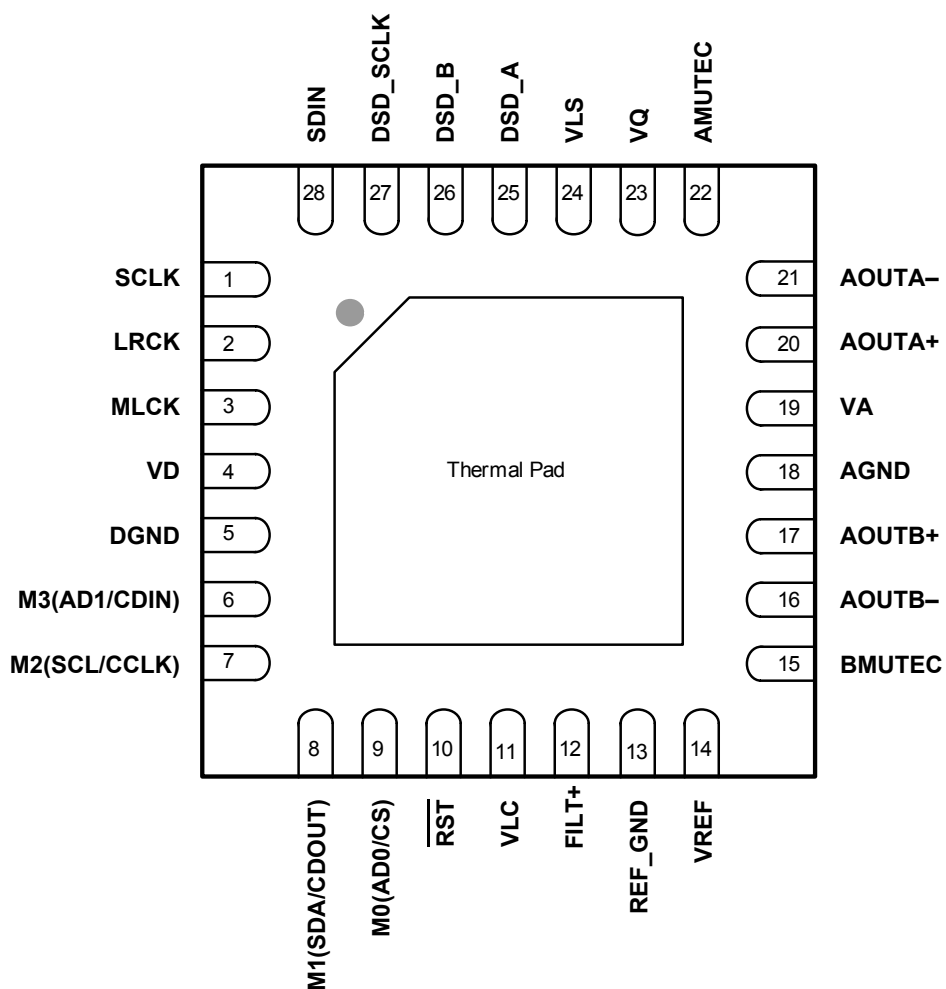 SDIN
DSD_SCLK
DSD_B
DSD_A
VLS
VQ
AMUTEC
28
27
26
25
24
23
22
SCLK
1
21
AOUTA–
LRCK
2
20
AOUTA+
MLCK
3
19
VA
VD
4
Thermal Pad
18
AGND
DGND
5
17
AOUTB+
M3(AD1/CDIN)
6
16
AOUTB–
M2(SCL/CCLK)
7
15
BMUTEC
8
9
10
11
12
13
14
M1(SDA/CDOUT)
M0(AD0/CS)
R̅S̅T̅
VLC
FILT+
REF_GND
VREF